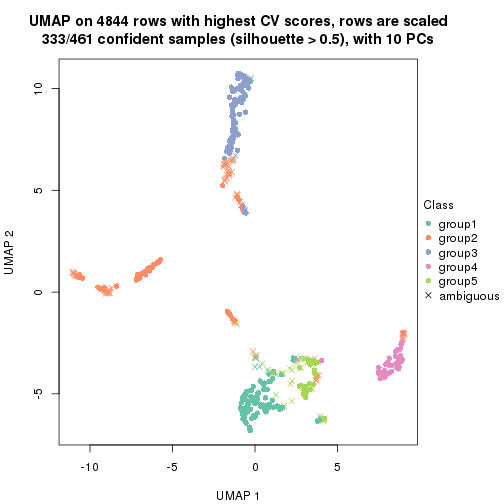 UMAP on 4844 rows with highest CV scores, rows are scaled
333/461 confident samples (silhouette > 0.5), with 10 PCs
10
5
0
-5
UMAP 2
-10
-5
0
5
UMAP 1
Class
group1
group2
group3
group4
group5
ambiguous